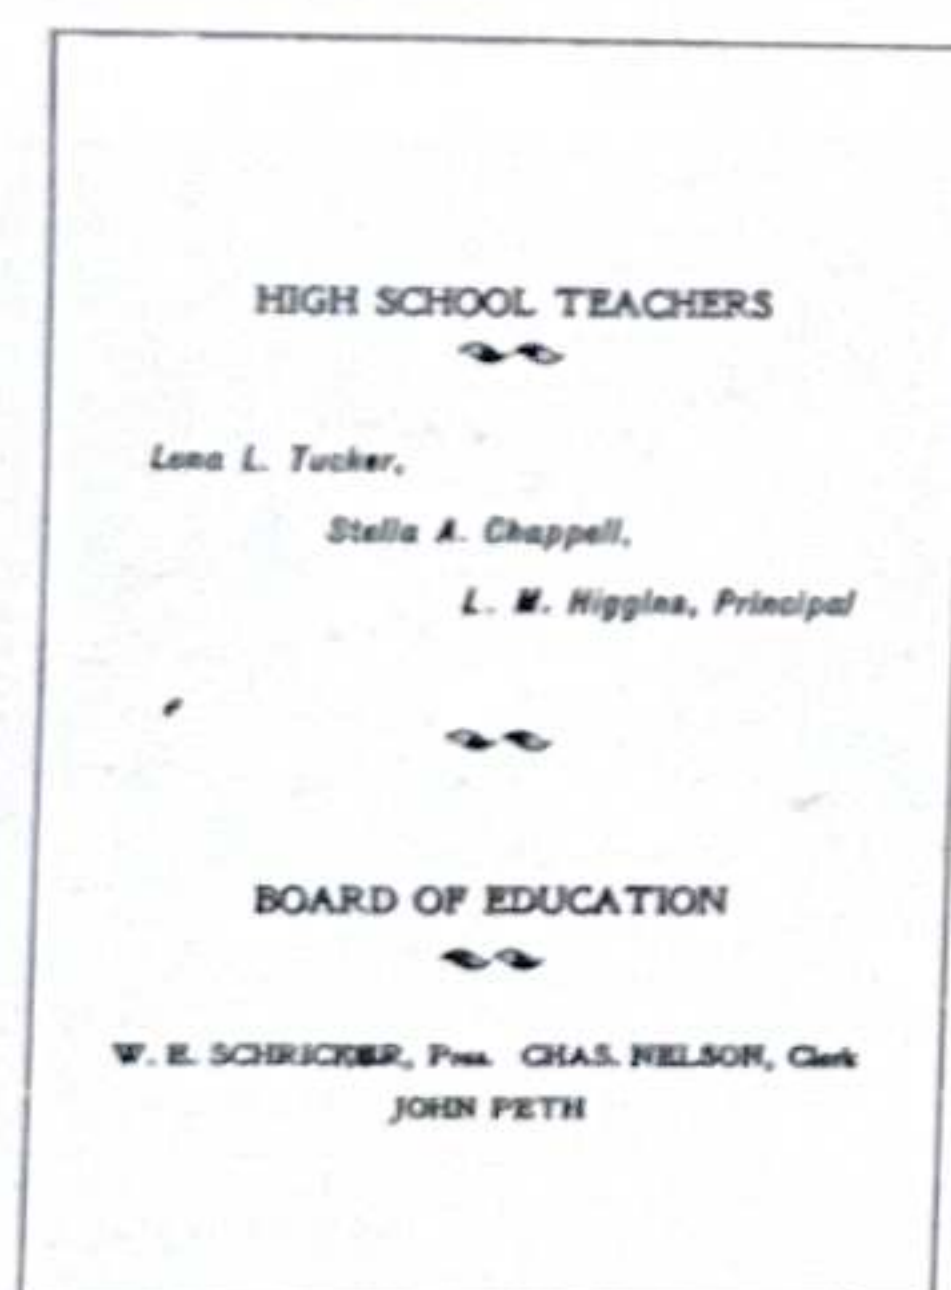 HIGH SCHOOL TEACHERS
Lena L. Tucker,
Stella A. Chappell,
L. M. Higgins, Principal
BOARD OF EDUCATION
W. E. SCHRICKER, Pres. CHAS. NELSON, Clerk
JOHN PETH